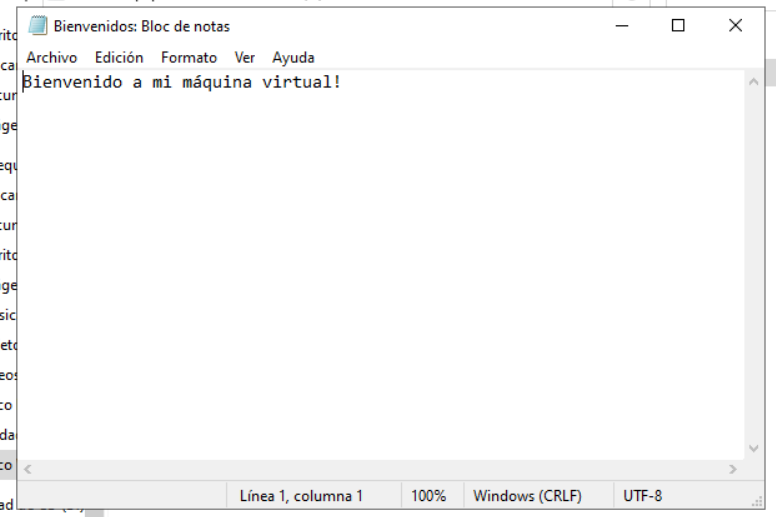 Bienvenidos: Bloc de notas
Archivo Edición Formato Ver Ayuda
Bienvenido a mi máquina virtual!
Línea 1, columna 1 100% Windows (CRLF) UTF-8